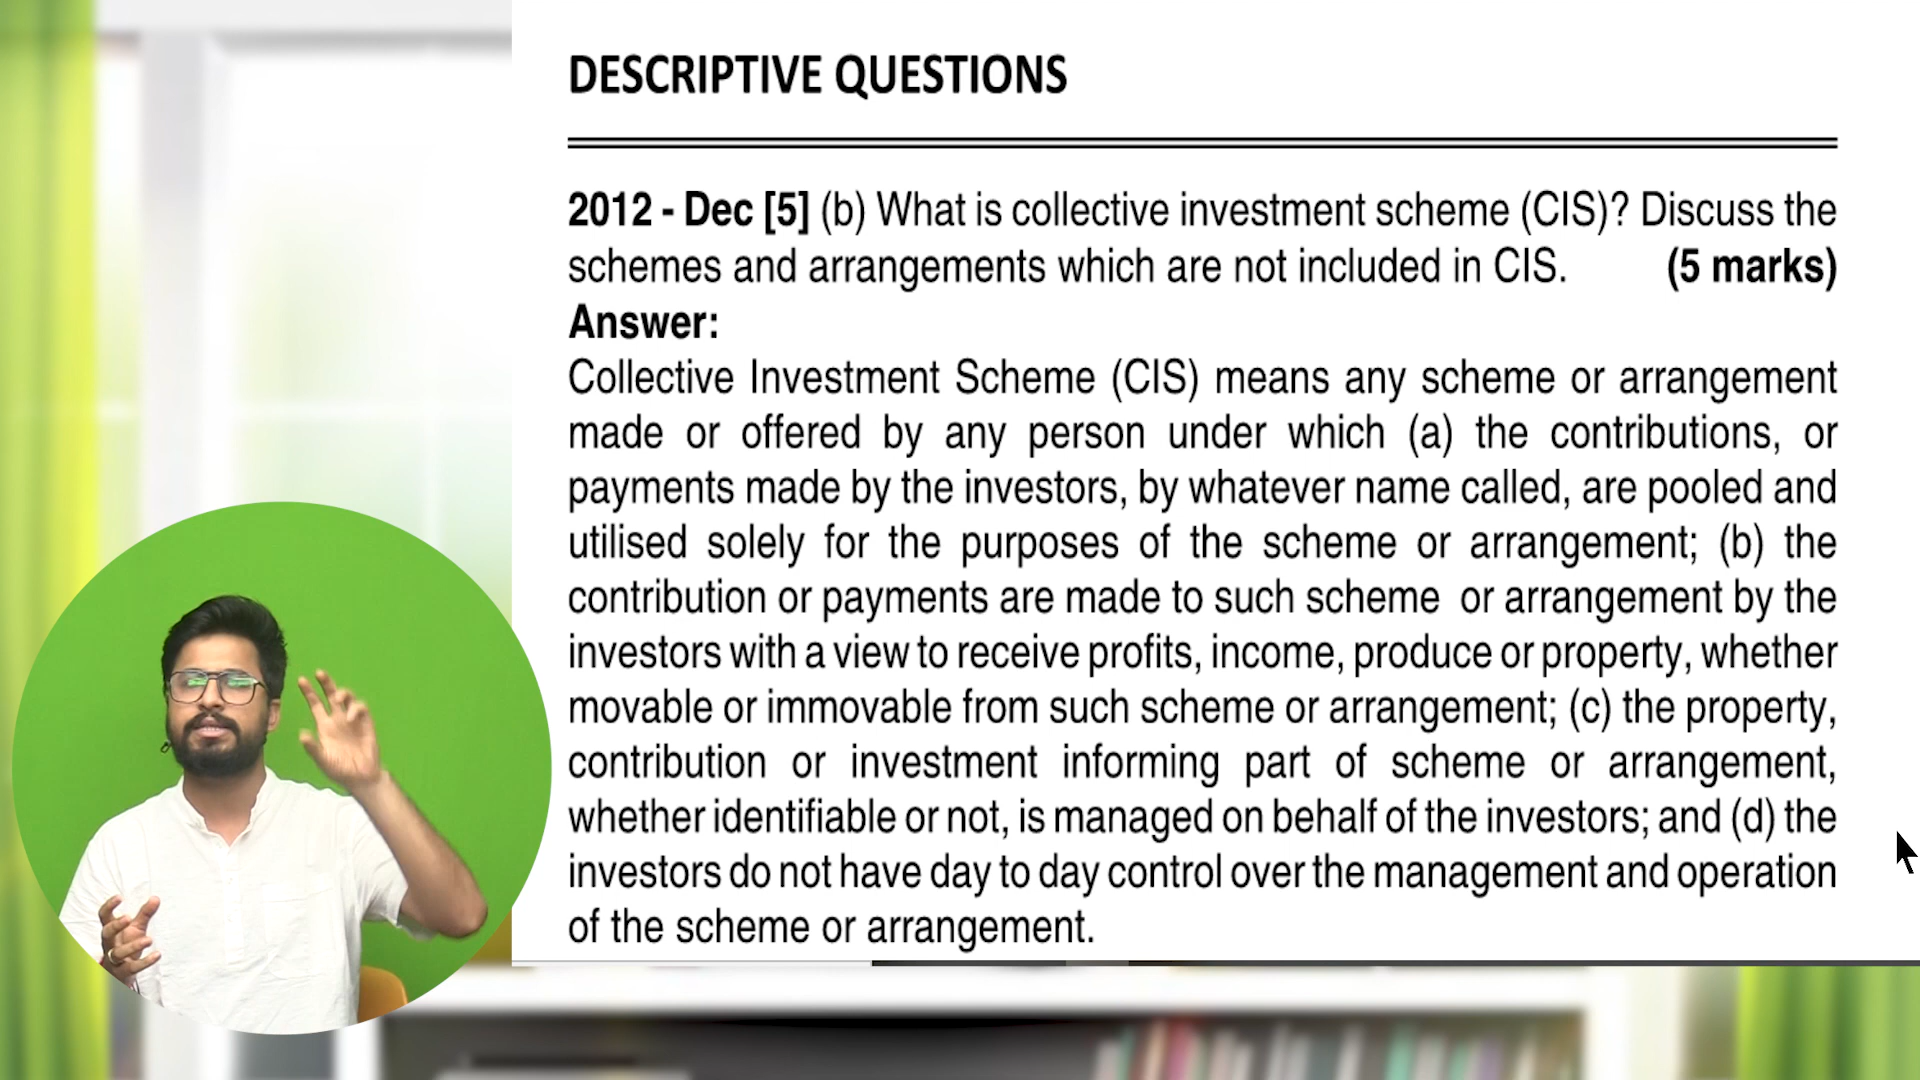 DESCRIPTIVE QUESTIONS
2012 - Dec [5] (b) What is collective investment scheme (CIS)? Discuss the
schemes and arrangements which are not included in CIS. (5 marks)
Answer:
Collective Investment Scheme (CIS) means any scheme or arrangement
made or offered by any person under which (a) the contributions, or
payments made by the investors, by whatever name called, are pooled and
utilised solely for the purposes of the scheme or arrangement; (b) the
contribution or payments are made to such scheme or arrangement by the
investors with a view to receive profits, income, produce or property, whether
movable or immovable from such scheme or arrangement; (c) the property,
contribution or investment informing part of scheme or arrangement,
whether identifiable or not, is managed on behalf of the investors; and (d) the
investors do not have day to day control over the management and operation
of the scheme or arrangement.